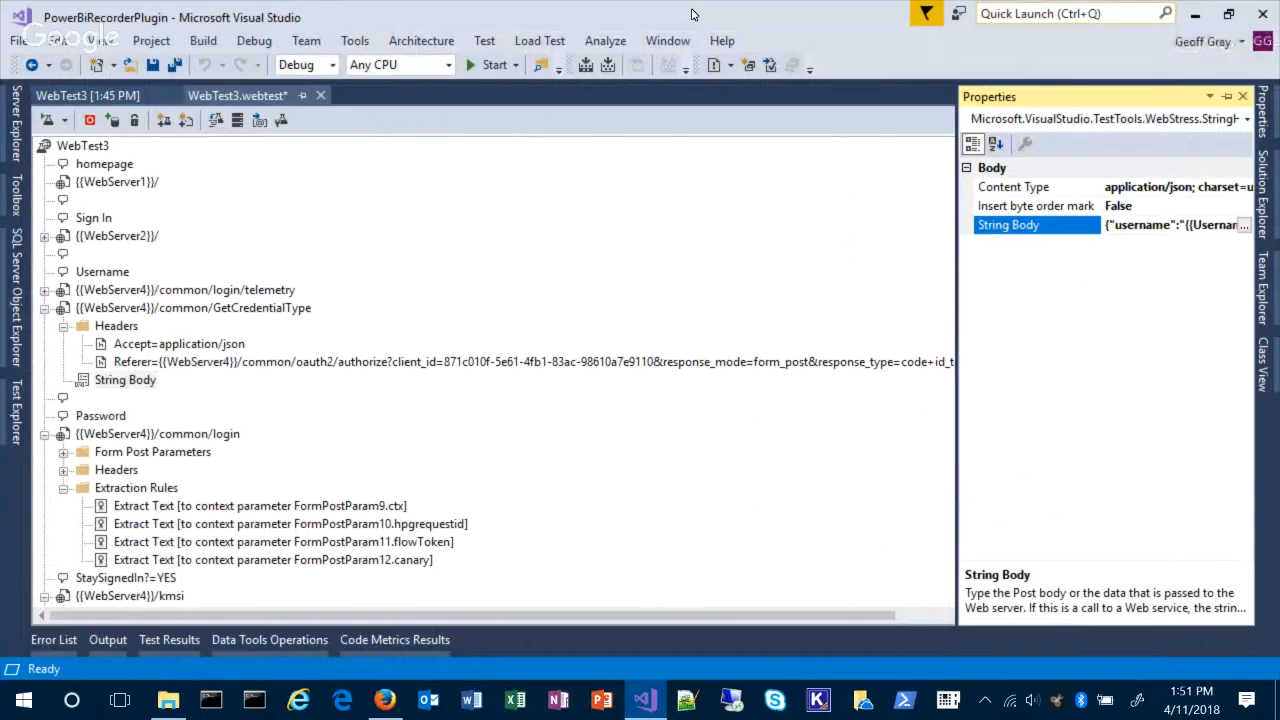 PowerBiRecorderPlugin - Microsoft Visual Studio
Quick Launch (Ctrl+Q)
Google
File Edit View Project Build Debug Team Tools Architecture Test Load Test Analyze Window Help
Geoff Gray GG
Debug Any CPU Start
WebTest3 [1:45 PM] WebTest3.webtest*
Server Explorer
Toolbox
SQL Server Object Explorer
Test Explorer
WebTest3
homepage
{{WebServer1}}/
Sign In
{{WebServer2}}/
Username
{{WebServer4}}/common/login/telemetry
{{WebServer4}}/common/GetCredentialType
Headers
Accept=application/json
Referer={{WebServer4}}/common/oauth2/authorize?client_id=871c010f-5e61-4fb1-83ac-98610a7e9110&response_mode=form_post&response_type=code+id_t
String Body
Password
{{WebServer4}}/common/login
Form Post Parameters
Headers
Extraction Rules
Extract Text [to context parameter FormPostParam9.ctx]
Extract Text [to context parameter FormPostParam10.hpgrequestid]
Extract Text [to context parameter FormPostParam11.flowToken]
Extract Text [to context parameter FormPostParam12.canary]
StaySignedIn?=YES
{{WebServer4}}/kmsi
Properties
Microsoft.VisualStudio.TestTools.WebStress.StringH
Body
Content Type application/json; charset=u
Insert byte order mark False
String Body {"username":"{{Usernam ...
String Body
Type the Post body or the data that is passed to the
Web server. If this is a call to a Web service, the strin...
Properties
Solution Explorer
Team Explorer
Class View
Error List Output Test Results Data Tools Operations Code Metrics Results
Ready
1:51 PM
4/11/2018